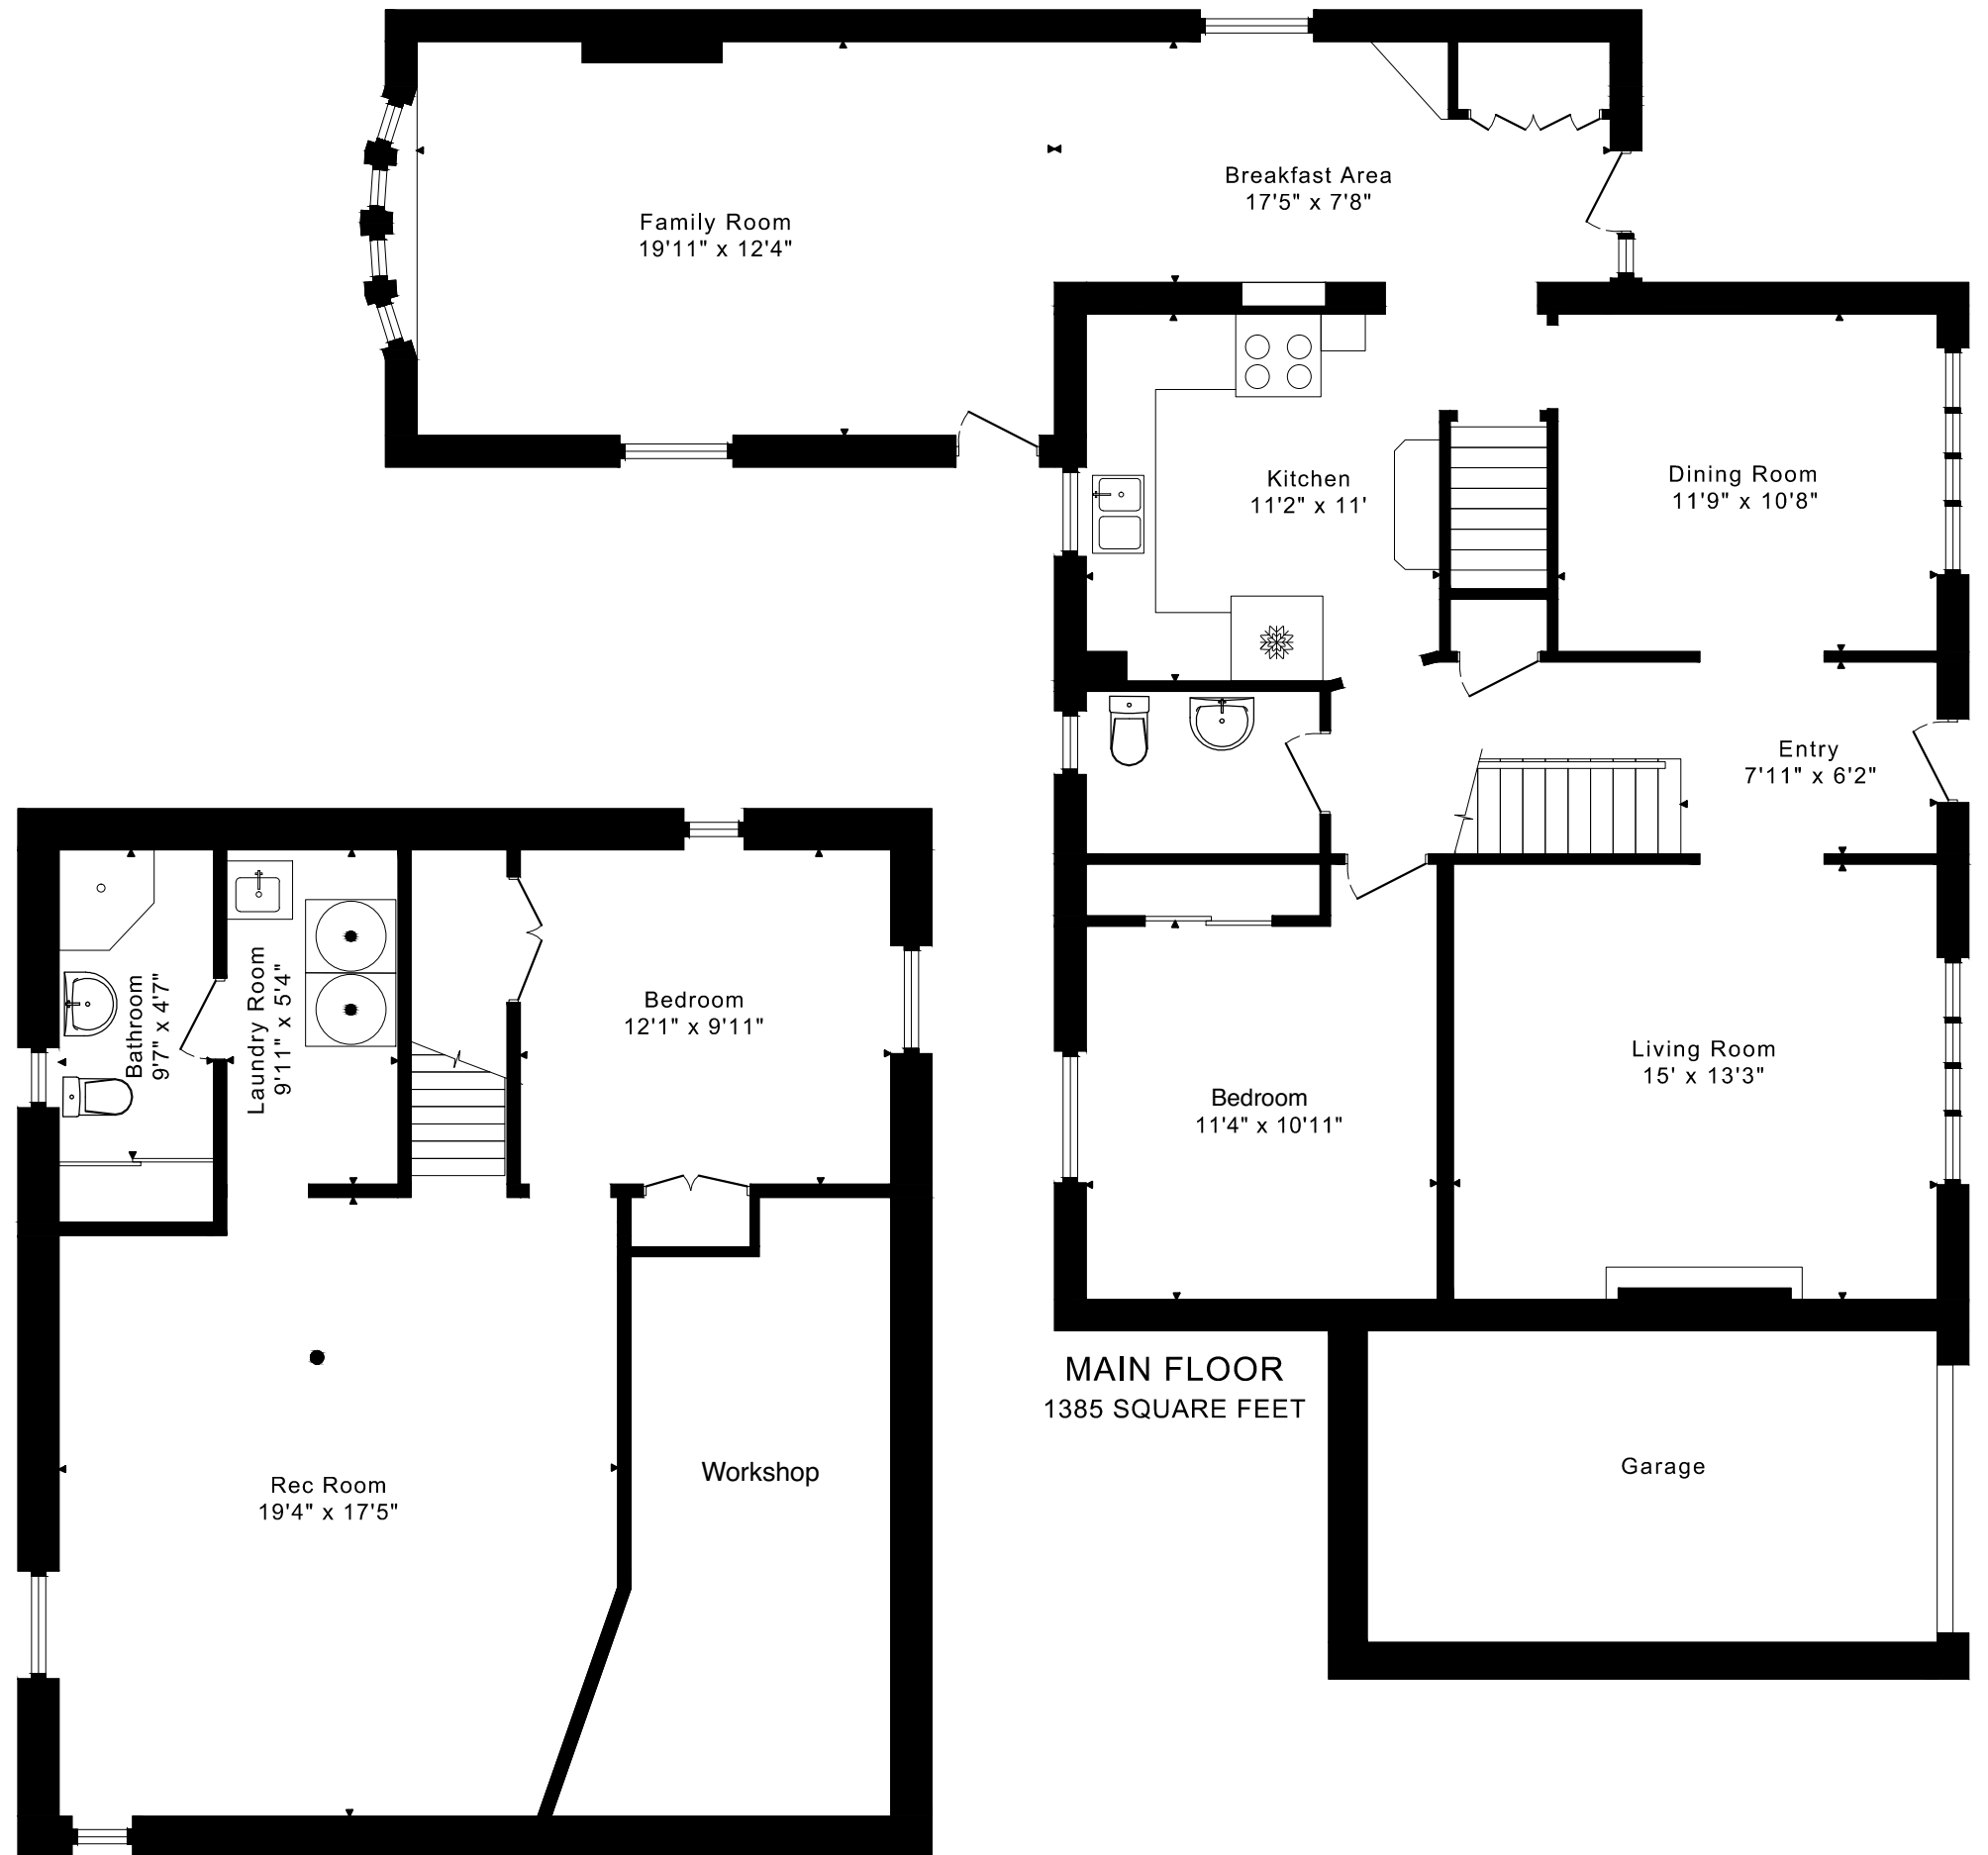 Breakfast Area
17'5" x 7'8"
Family Room
19'11" x 12'4"
Kitchen
11'2" x 11'
Dining Room
11'9" x 10'8"
Entry
7'11" x 6'2"
Bathroom
9'7" x 4'7"
Laundry Room
9'11" x 5'4"
Bedroom
12'1" x 9'11"
Bedroom
11'4" x 10'11"
Living Room
15' x 13'3"
MAIN FLOOR
1385 SQUARE FEET
Rec Room
19'4" x 17'5"
Workshop
Garage